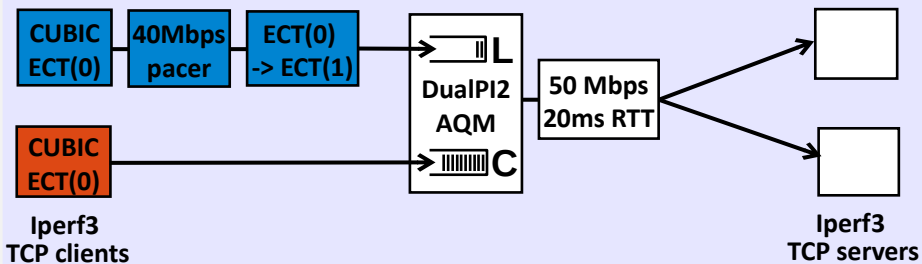 CUBIC
ECT(0)
40Mbps
pacer
ECT(0)
-> ECT(1)
L
DualPI2
AQM
C
50 Mbps
20ms RTT
CUBIC
ECT(0)
Iperf3
TCP clients
Iperf3
TCP servers